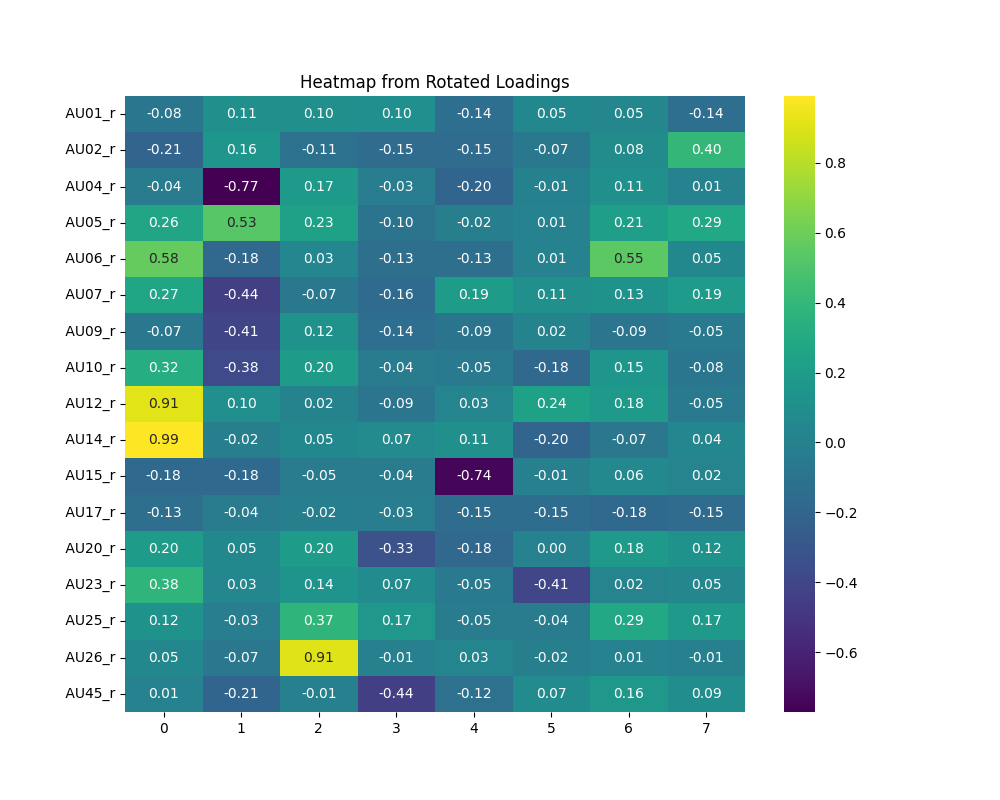 Heatmap from Rotated Loadings
AU01_r -0.08 0.11 0.10 0.10 -0.14 0.05 0.05 -0.14
AU02_r -0.21 0.16 -0.11 -0.15 -0.15 -0.07 0.08 0.40
AU04_r -0.04 -0.77 0.17 -0.03 -0.20 -0.01 0.11 0.01
AU05_r 0.26 0.53 0.23 -0.10 -0.02 0.01 0.21 0.29
AU06_r 0.58 -0.18 0.03 -0.13 -0.13 0.01 0.55 0.05
AU07_r 0.27 -0.44 -0.07 -0.16 0.19 0.11 0.13 0.19
AU09_r -0.07 -0.41 0.12 -0.14 -0.09 0.02 -0.09 -0.05
AU10_r 0.32 -0.38 0.20 -0.04 -0.05 -0.18 0.15 -0.08
AU12_r 0.91 0.10 0.02 -0.09 0.03 0.24 0.18 -0.05
AU14_r 0.99 -0.02 0.05 0.07 0.11 -0.20 -0.07 0.04
AU15_r -0.18 -0.18 -0.05 -0.04 -0.74 -0.01 0.06 0.02
AU17_r -0.13 -0.04 -0.02 -0.03 -0.15 -0.15 -0.18 -0.15
AU20_r 0.20 0.05 0.20 -0.33 -0.18 0.00 0.18 0.12
AU23_r 0.38 0.03 0.14 0.07 -0.05 -0.41 0.02 0.05
AU25_r 0.12 -0.03 0.37 0.17 -0.05 -0.04 0.29 0.17
AU26_r 0.05 -0.07 0.91 -0.01 0.03 -0.02 0.01 -0.01
AU45_r 0.01 -0.21 -0.01 -0.44 -0.12 0.07 0.16 0.09
0 1 2 3 4 5 6 7
0.8
0.6
0.4
0.2
0.0
−0.2
−0.4
−0.6